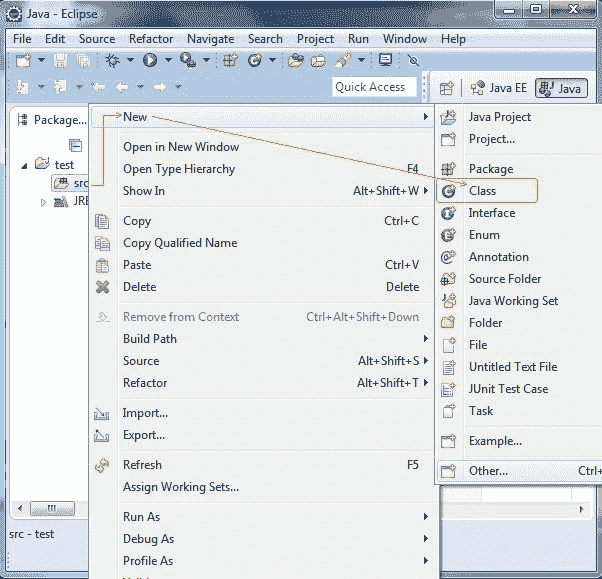 Java - Eclipse
File Edit Source Refactor Navigate Search Project Run Window Help
Quick Access
Java EE
Java
Package...
test
src
New
Open in New Window
Open Type Hierarchy F4
Show In Alt+Shift+W
Copy Ctrl+C
Copy Qualified Name
Paste Ctrl+V
Delete Delete
Remove from Context Ctrl+Alt+Shift+Down
Build Path
Source Alt+Shift+S
Refactor Alt+Shift+T
Import...
Export...
Refresh F5
Assign Working Sets...
Run As
Debug As
Profile As
Java Project
Project...
Package
Class
Interface
Enum
Annotation
Source Folder
Java Working Set
Folder
File
Untitled Text File
JUnit Test Case
Task
Example...
Other... Ctrl+
src - test